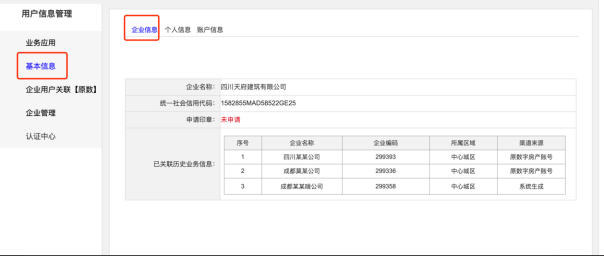 用户信息管理
业务应用
基本信息
企业用户关联【原数】
企业管理
认证中心
企业信息 个人信息 账户信息
企业名称: 四川天府建筑有限公司
统一社会信用代码: 1582855MAD58522GE25
申请印章: 未申请
已关联历史业务信息:
序号 企业名称 企业编码 所属区域 渠道来源
1 四川某某公司 299393 中心城区 原数字房产账号
2 成都莫某公司 299336 中心城区 原数字房产账号
3 成都某某端公司 299358 中心城区 系统生成